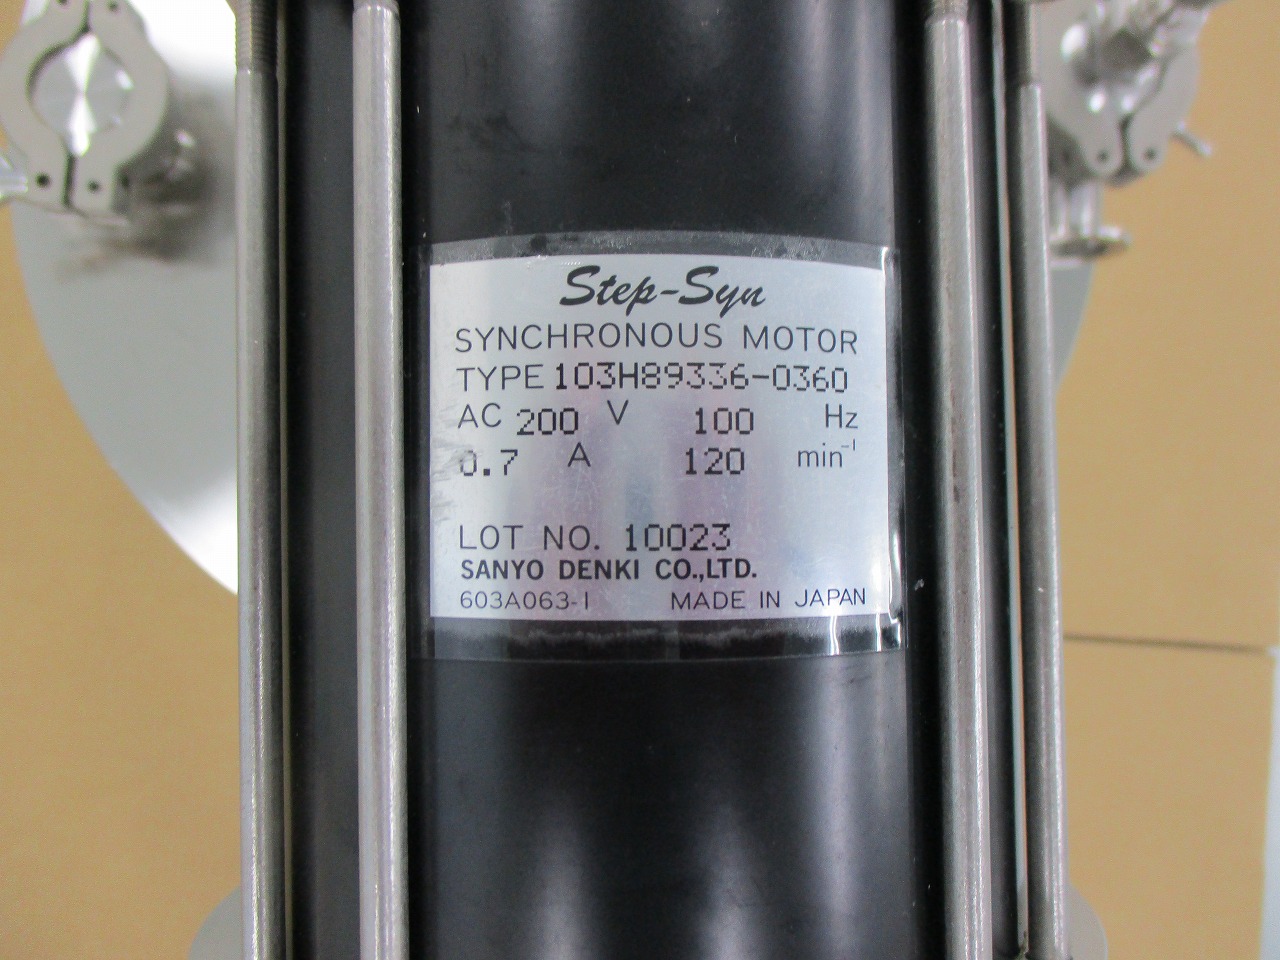 Step-Syn
SYNCHRONOUS MOTOR
TYPE 103H89336-0360
AC 200 V 100 Hz
0.7 A 120 min⁻¹
LOT NO. 10023
SANYO DENKI CO.,LTD.
603A063-1 MADE IN JAPAN